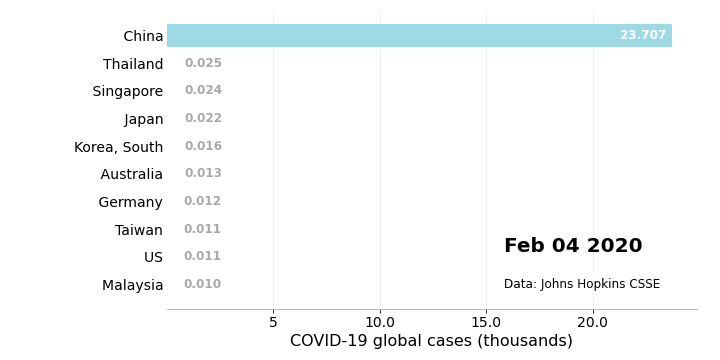 China 23.707
Thailand 0.025
Singapore 0.024
Japan 0.022
Korea, South 0.016
Australia 0.013
Germany 0.012
Taiwan 0.011
US 0.011
Malaysia 0.010
Feb 04 2020
Data: Johns Hopkins CSSE
5 10.0 15.0 20.0
COVID-19 global cases (thousands)